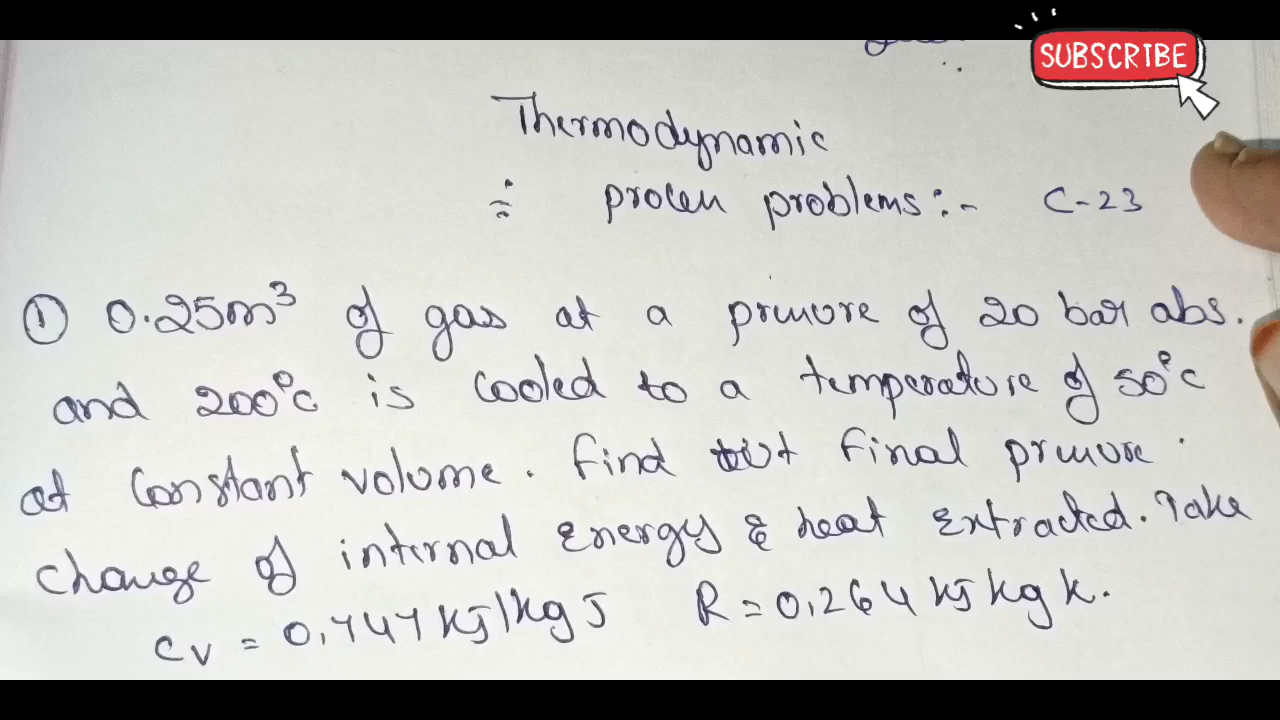 SUBSCRIBE
Thermodynamic
÷ process problems:- C-23
① 0.25m³ of gas at a pressure of 20 bar abs.
and 200°C is cooled to a temperature of 50°C
at constant volume. Find out final pressure.
change of internal energy & heat extracted. Take
Cv = 0.747 kJ/kg J R = 0.264 kJ kg K.